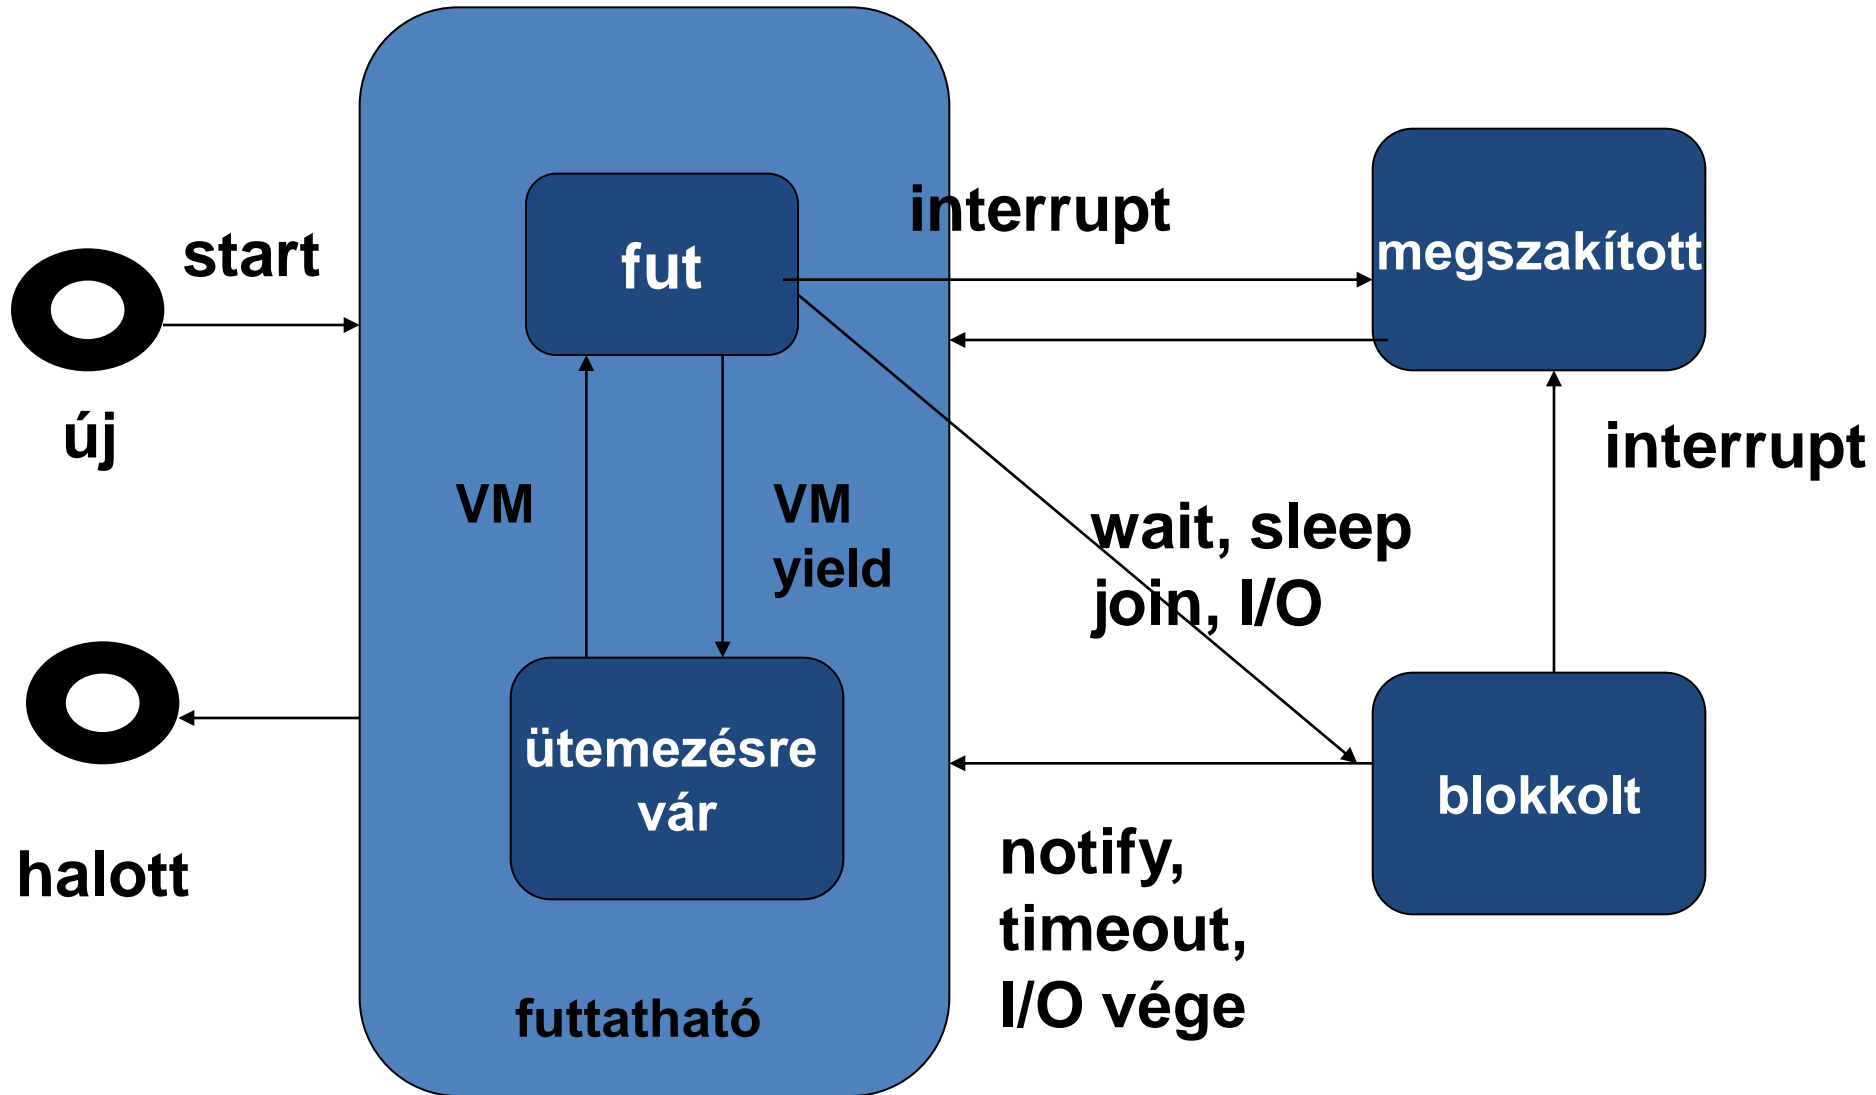 start
új
halott
fut
VM
VM
yield
ütemezésre
vár
futtatható
interrupt
megszakított
interrupt
wait, sleep
join, I/O
blokkolt
notify,
timeout,
I/O vége